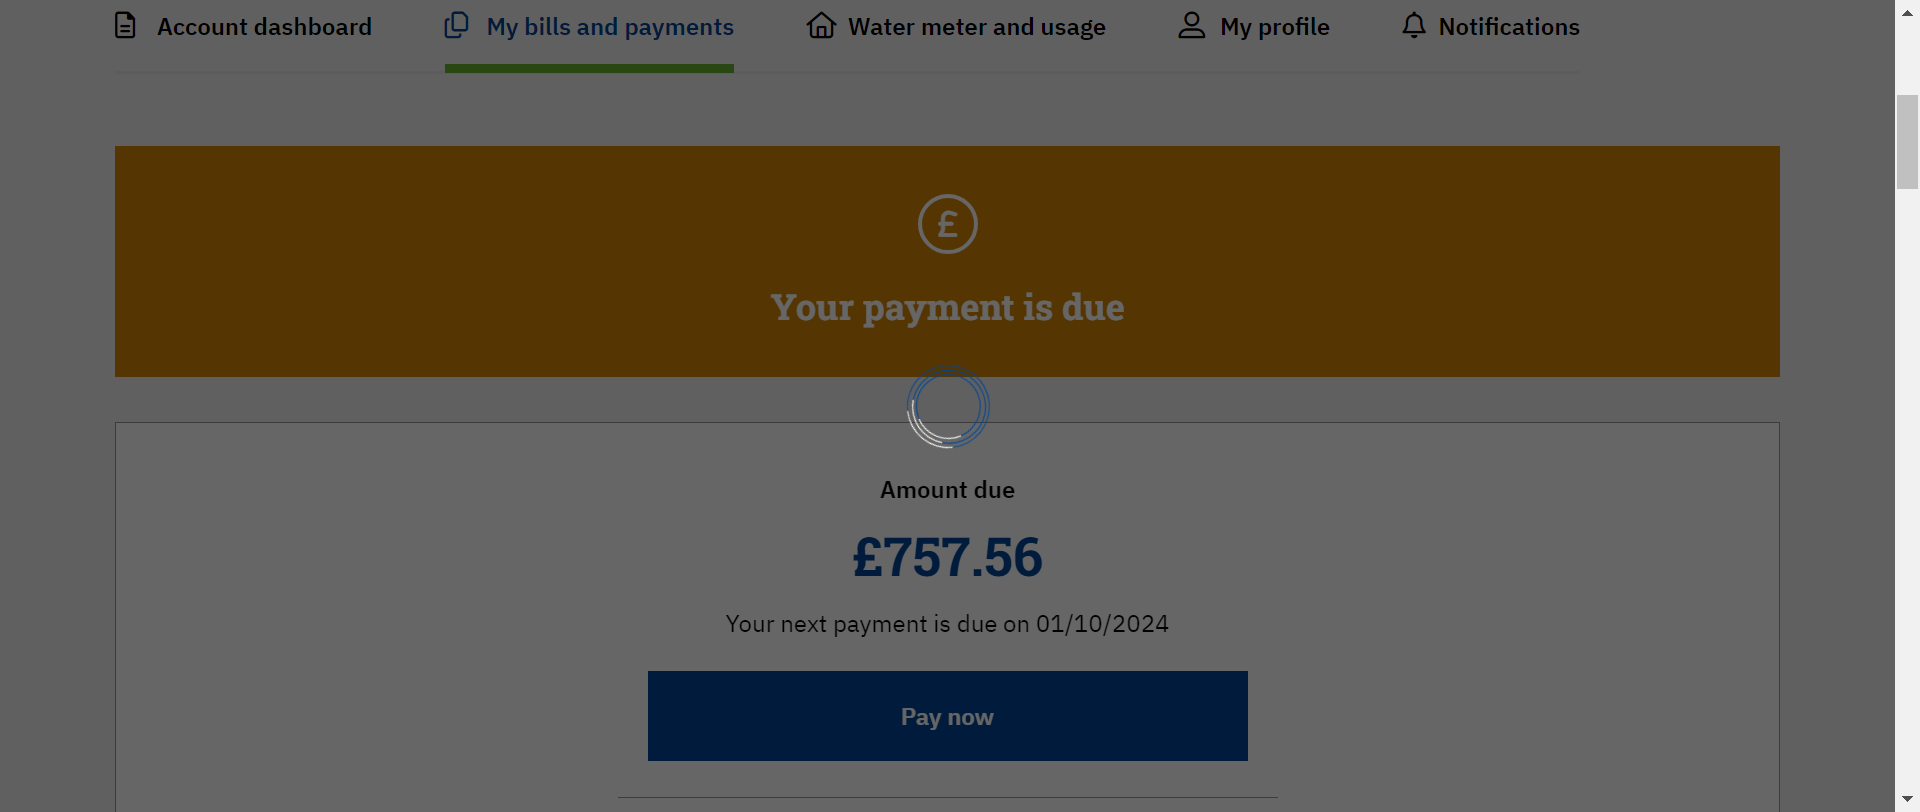 Account dashboard
My bills and payments
Water meter and usage
My profile
Notifications
£
Your payment is due
Amount due
£757.56
Your next payment is due on 01/10/2024
Pay now